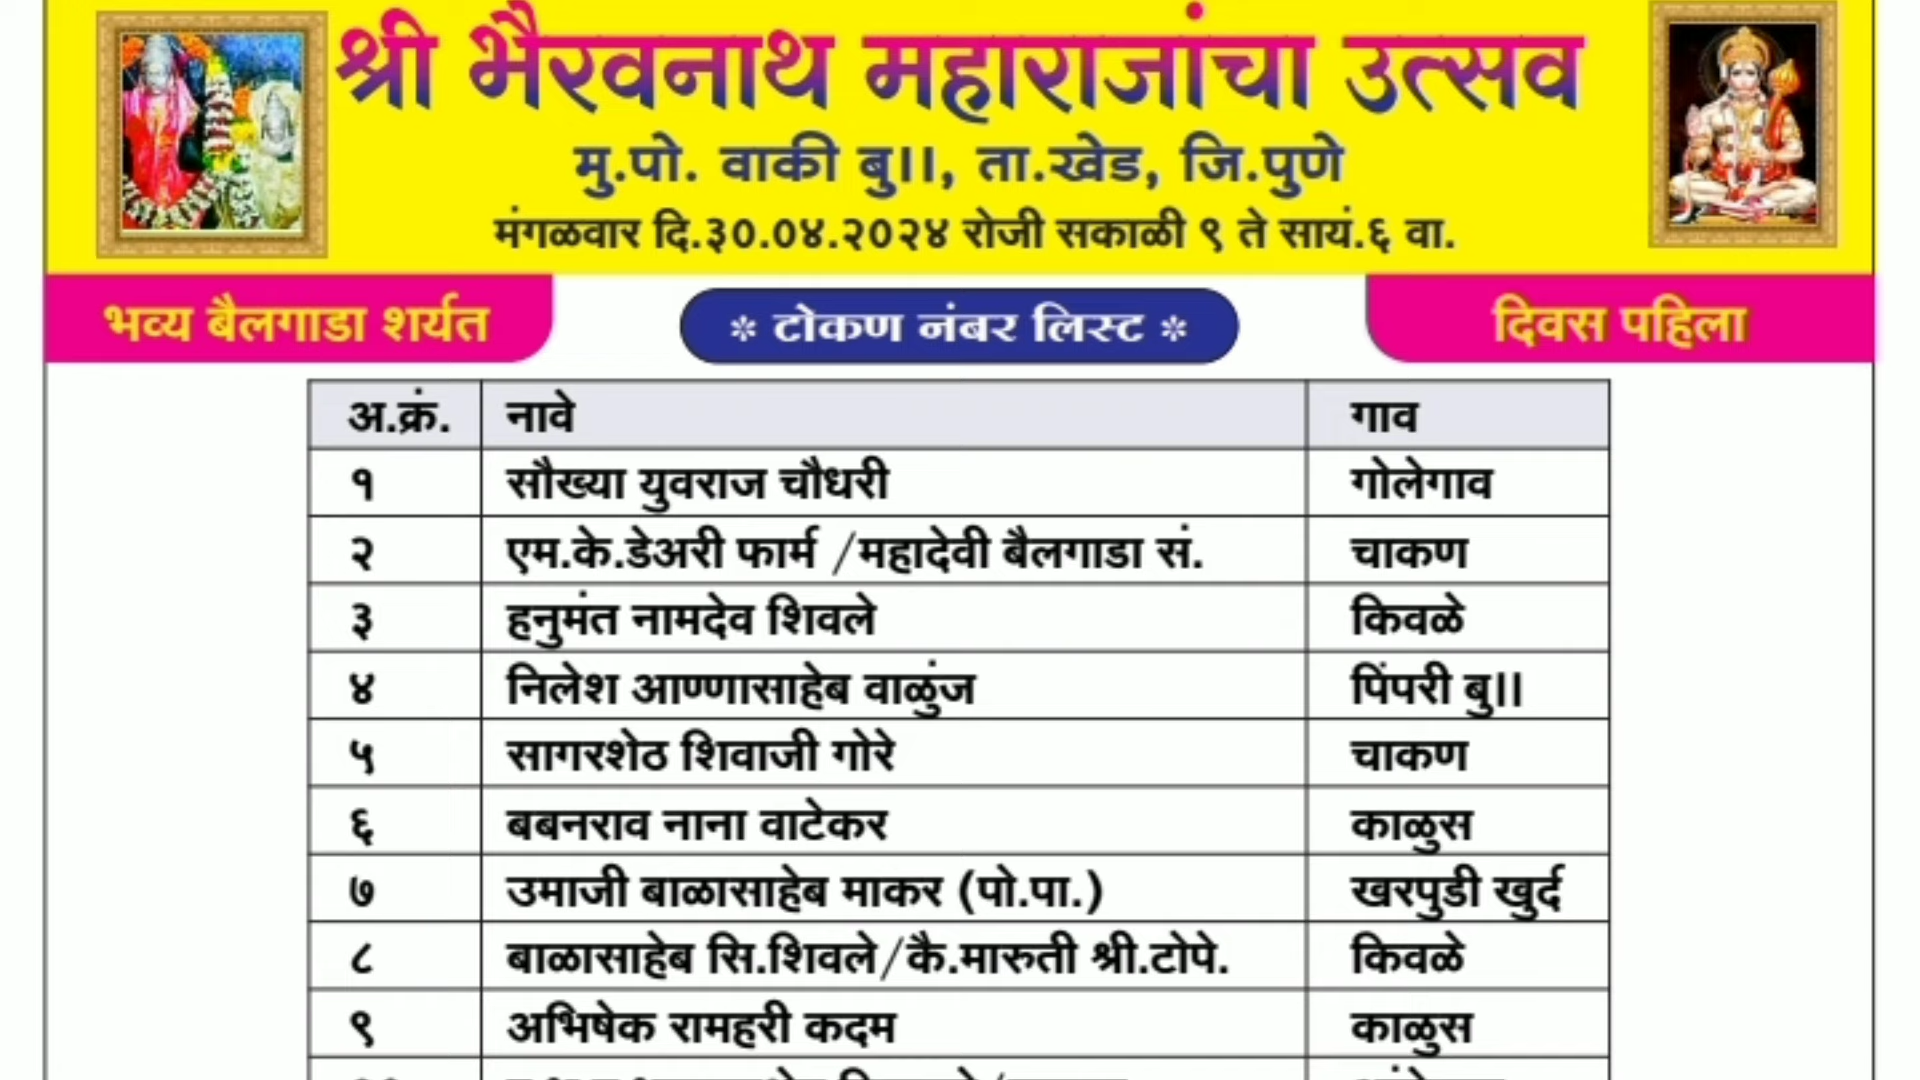 श्री भैरवनाथ महाराजांचा उत्सव
मु.पो. वाकी बु।।, ता.खेड, जि.पुणे
मंगळवार दि.३०.०४.२०२४ रोजी सकाळी ९ ते सायं.६ वा.
भव्य बैलगाडा शर्यत * टोकण नंबर लिस्ट * दिवस पहिला
अ.क्रं. नावे गाव
१ सौख्या युवराज चौधरी गोलेगाव
२ एम.के.डेअरी फार्म /महादेवी बैलगाडा सं. चाकण
३ हनुमंत नामदेव शिवले किवळे
४ निलेश आण्णासाहेब वाळुंज पिंपरी बु।।
५ सागरशेठ शिवाजी गोरे चाकण
६ बबनराव नाना वाटेकर काळुस
७ उमाजी बाळासाहेब माकर (पो.पा.) खरपुडी खुर्द
८ बाळासाहेब सि.शिवले/कै.मारुती श्री.टोपे. किवळे
९ अभिषेक रामहरी कदम काळुस